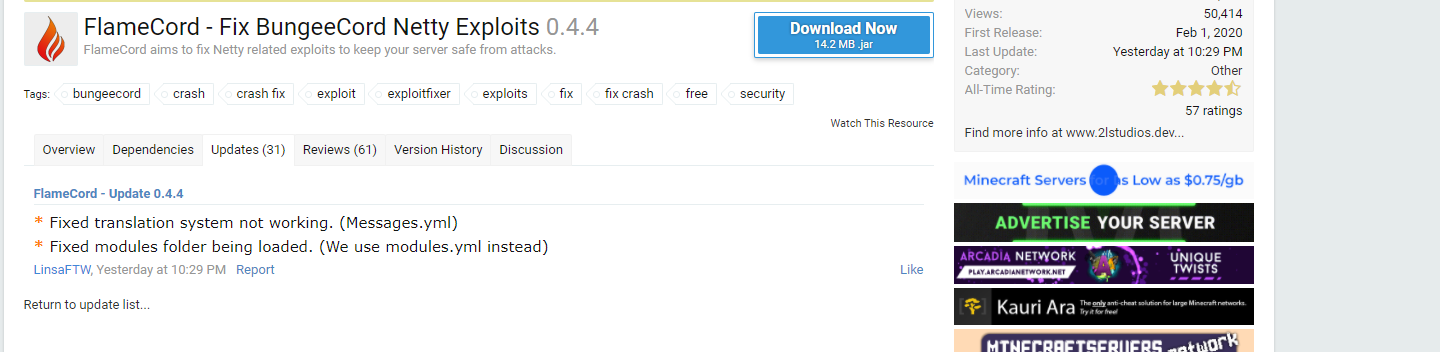 FlameCord - Fix BungeeCord Netty Exploits 0.4.4
FlameCord aims to fix Netty related exploits to keep your server safe from attacks.
Download Now
14.2 MB .jar
Tags: bungeecord crash crash fix exploit exploitfixer exploits fix fix crash free security
Watch This Resource
Overview Dependencies Updates (31) Reviews (61) Version History Discussion
FlameCord - Update 0.4.4
* Fixed translation system not working. (Messages.yml)
* Fixed modules folder being loaded. (We use modules.yml instead)
LinsaFTW, Yesterday at 10:29 PM Report Like
Return to update list...
Views: 50,414
First Release: Feb 1, 2020
Last Update: Yesterday at 10:29 PM
Category: Other
All-Time Rating:
57 ratings
Find more info at www.2lstudios.dev...
Minecraft Servers for as Low as $0.75/gb
ADVERTISE YOUR SERVER
ARCADIA NETWORK
PLAY.ARCADIANETWORK.NET
UNIQUE
TWISTS
Kauri Ara
The only anti-cheat solution for large Minecraft networks.
Try it for free!
MINECRAFTSERVERS network